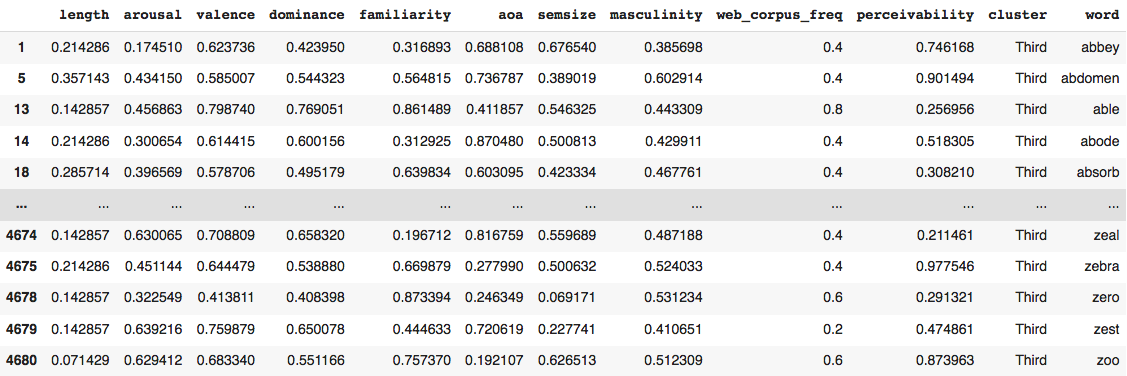 length arousal valence dominance familiarity aoa semsize masculinity web_corpus_freq perceivability cluster word
1 0.214286 0.174510 0.623736 0.423950 0.316893 0.688108 0.676540 0.385698 0.4 0.746168 Third abbey
5 0.357143 0.434150 0.585007 0.544323 0.564815 0.736787 0.389019 0.602914 0.4 0.901494 Third abdomen
13 0.142857 0.456863 0.798740 0.769051 0.861489 0.411857 0.546325 0.443309 0.8 0.256956 Third able
14 0.214286 0.300654 0.614415 0.600156 0.312925 0.870480 0.500813 0.429911 0.4 0.518305 Third abode
18 0.285714 0.396569 0.578706 0.495179 0.639834 0.603095 0.423334 0.467761 0.4 0.308210 Third absorb
... ... ... ... ... ... ... ... ... ... ... ... ...
4674 0.142857 0.630065 0.708809 0.658320 0.196712 0.816759 0.559689 0.487188 0.4 0.211461 Third zeal
4675 0.214286 0.451144 0.644479 0.538880 0.669879 0.277990 0.500632 0.524033 0.4 0.977546 Third zebra
4678 0.142857 0.322549 0.413811 0.408398 0.873394 0.246349 0.069171 0.531234 0.6 0.291321 Third zero
4679 0.142857 0.639216 0.759879 0.650078 0.444633 0.720619 0.227741 0.410651 0.2 0.474861 Third zest
4680 0.071429 0.629412 0.683340 0.551166 0.757370 0.192107 0.626513 0.512309 0.6 0.873963 Third zoo